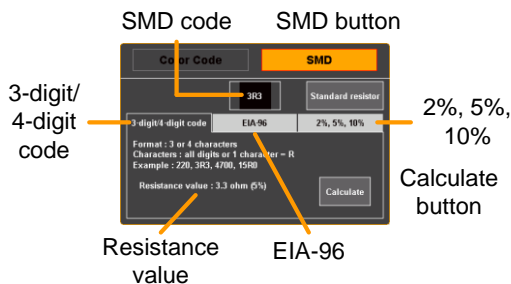 SMD code SMD button
Color Code SMD
3R3 Standard resistor
3-digit/
4-digit
code
3-digit/4-digit code EIA-96 2%, 5%, 10%
2%, 5%,
10%
Format : 3 or 4 characters
Characters : all digits or 1 character = R
Example : 220, 3R3, 4700, 15R0
Resistance value : 3.3 ohm (5%) Calculate
Calculate
button
Resistance
value
EIA-96